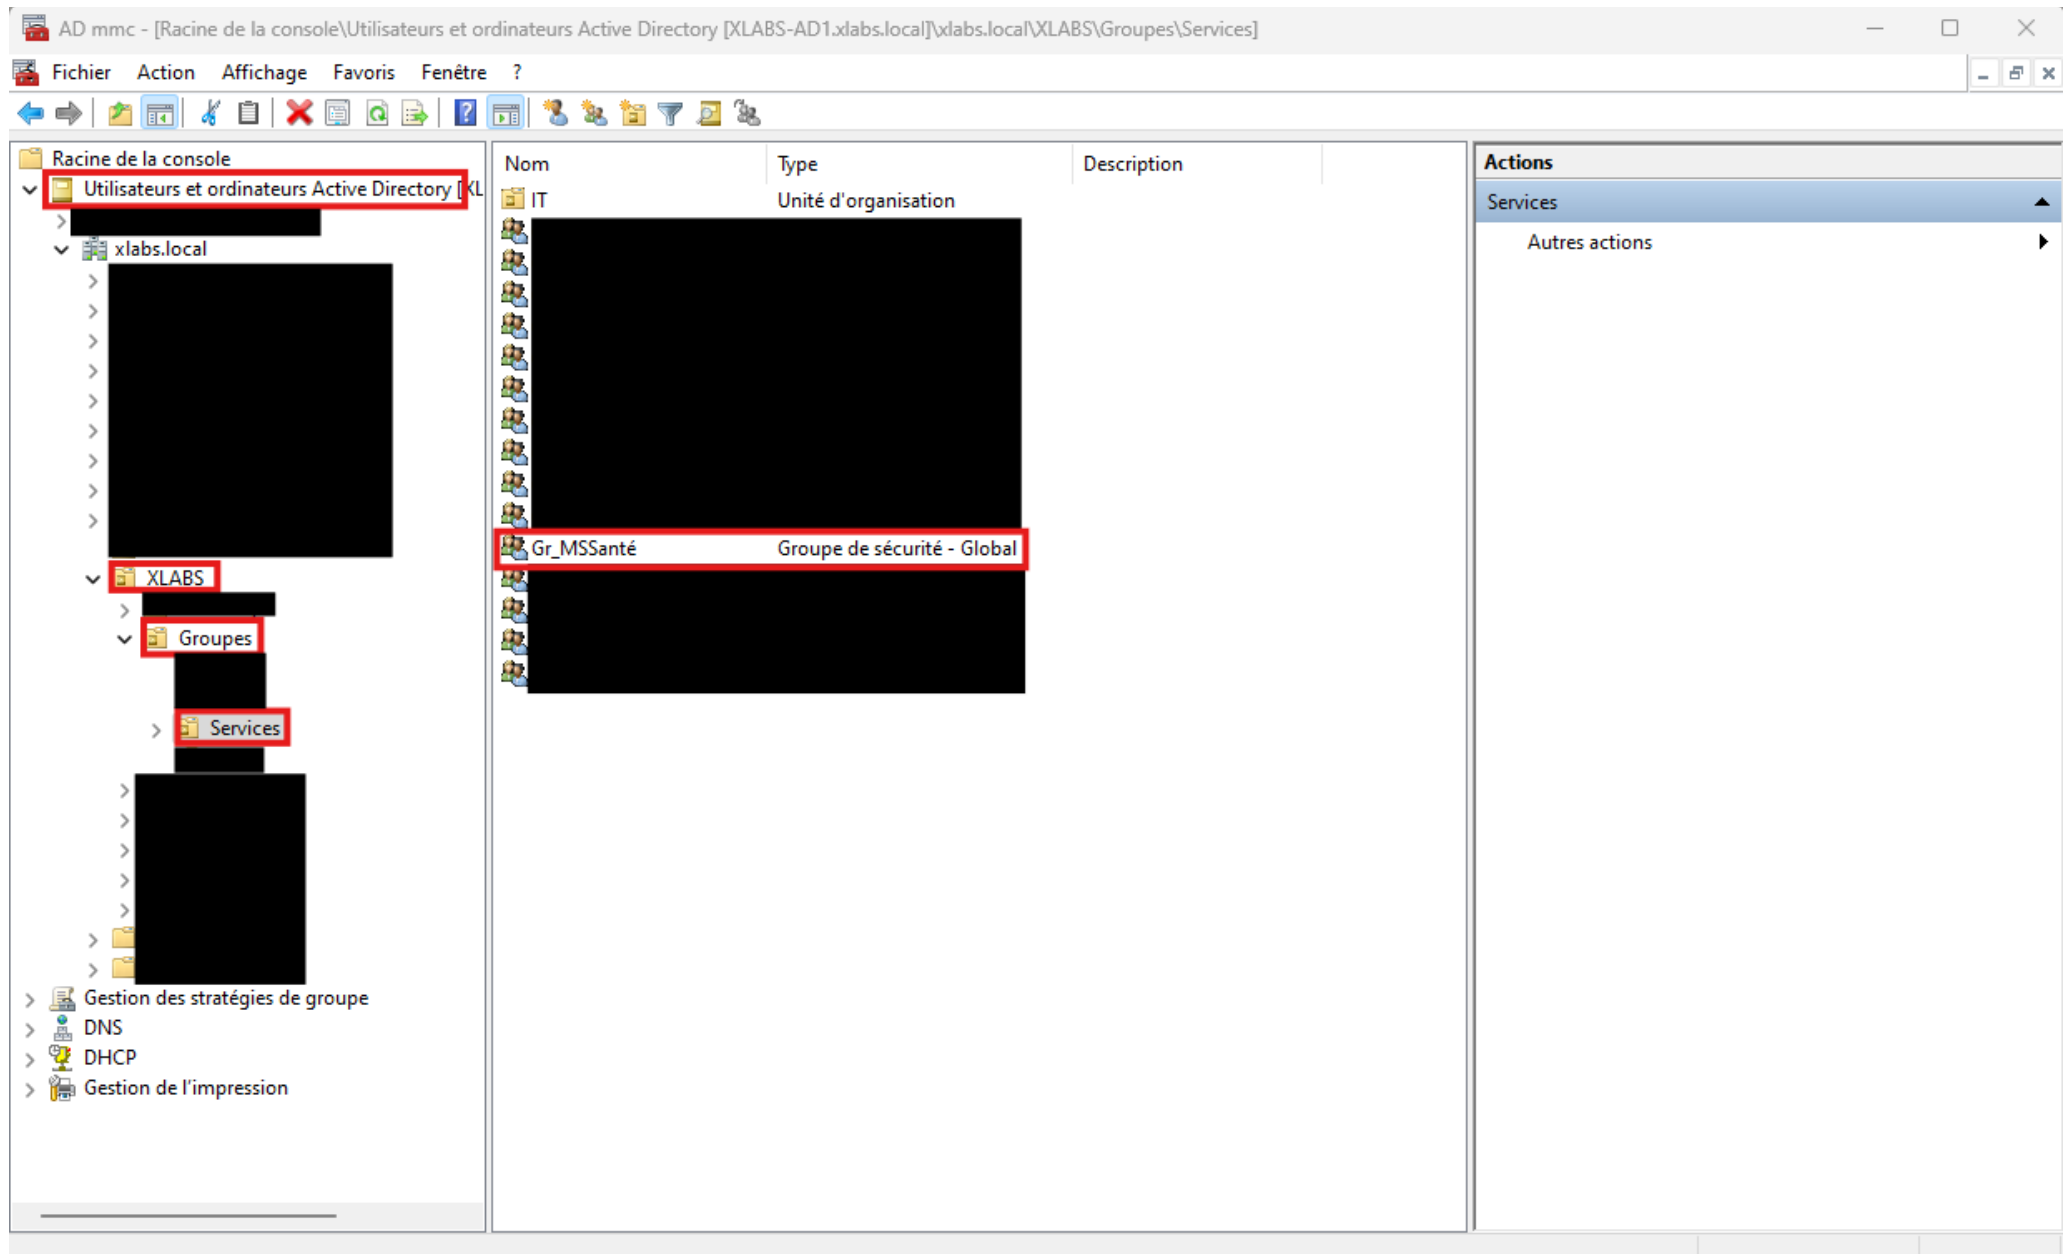 AD mmc - [Racine de la console\Utilisateurs et ordinateurs Active Directory [XLABS-AD1.xlabs.local]\xlabs.local\XLABS\Groupes\Services]
Fichier Action Affichage Favoris Fenêtre ?
Racine de la console
Utilisateurs et ordinateurs Active Directory [XL
xlabs.local
XLABS
Groupes
Services
Gestion des stratégies de groupe
DNS
DHCP
Gestion de l'impression
Nom Type Description
IT Unité d'organisation
Gr_MSSanté Groupe de sécurité - Global
Actions
Services
Autres actions